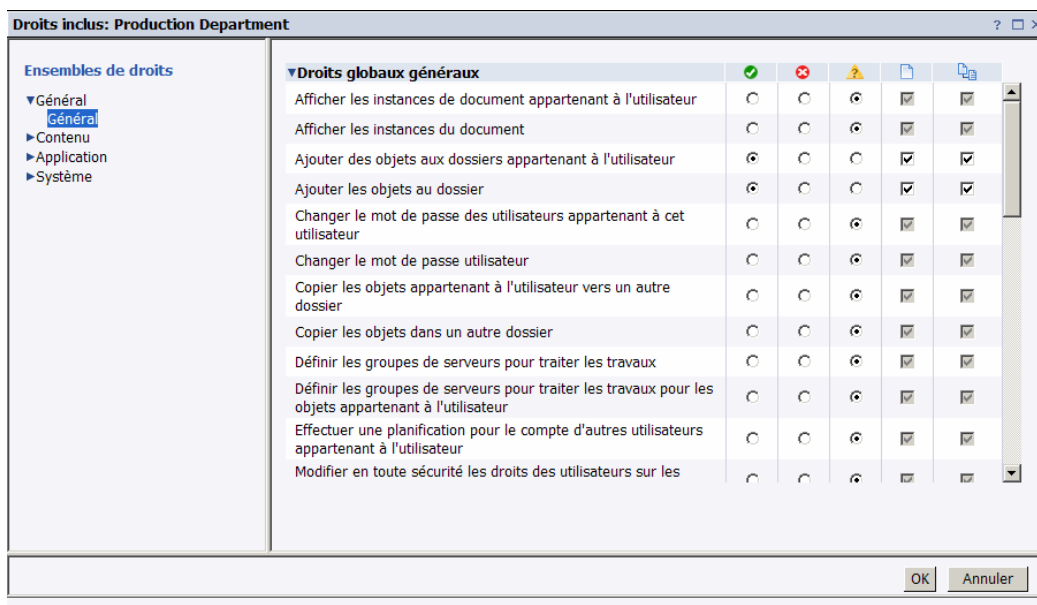 Droits inclus: Production Department
?
Ensembles de droits
Général
Général
Contenu
Application
Système
Droits globaux généraux
Afficher les instances de document appartenant à l'utilisateur
Afficher les instances du document
Ajouter des objets aux dossiers appartenant à l'utilisateur
Ajouter les objets au dossier
Changer le mot de passe des utilisateurs appartenant à cet
utilisateur
Changer le mot de passe utilisateur
Copier les objets appartenant à l'utilisateur vers un autre
dossier
Copier les objets dans un autre dossier
Définir les groupes de serveurs pour traiter les travaux
Définir les groupes de serveurs pour traiter les travaux pour les
objets appartenant à l'utilisateur
Effectuer une planification pour le compte d'autres utilisateurs
appartenant à l'utilisateur
Modifier en toute sécurité les droits des utilisateurs sur les
OK Annuler